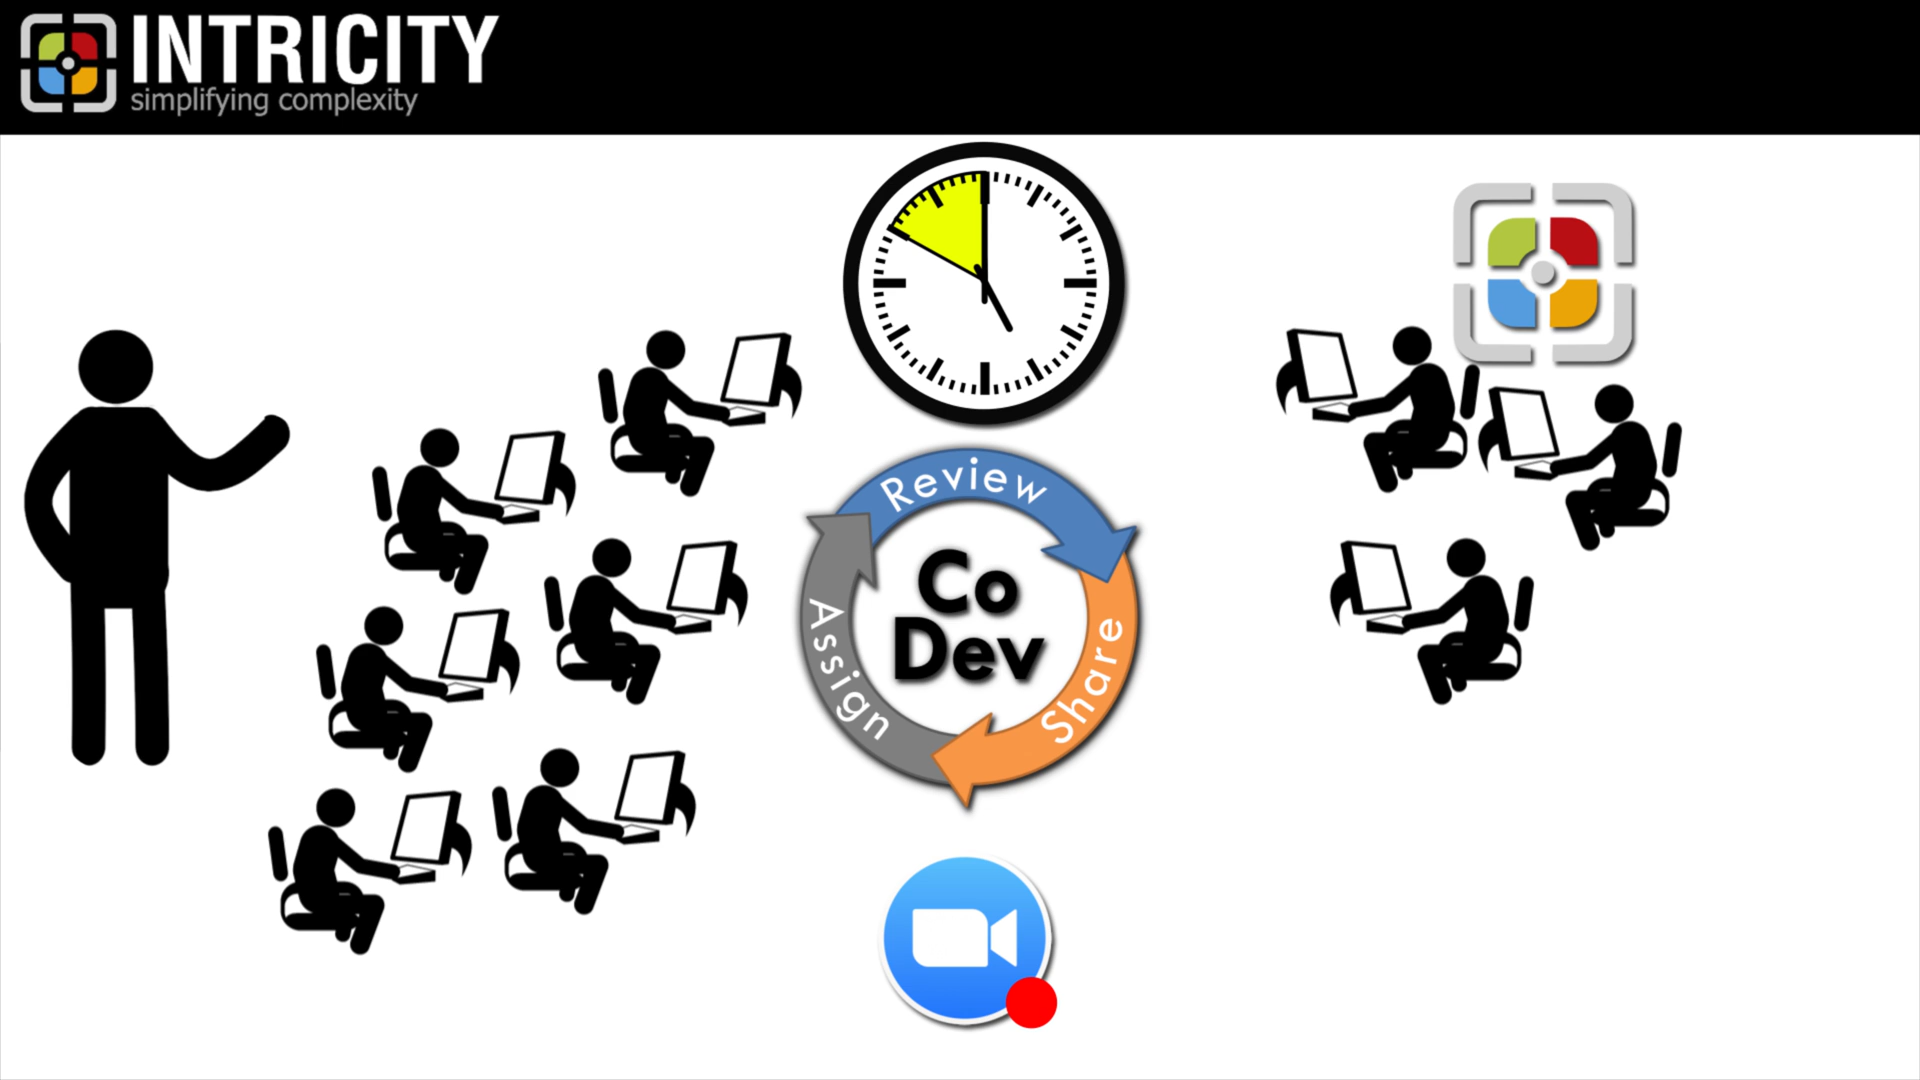 INTRICITY
simplifying complexity
Review
Co
Dev
Assign
Share